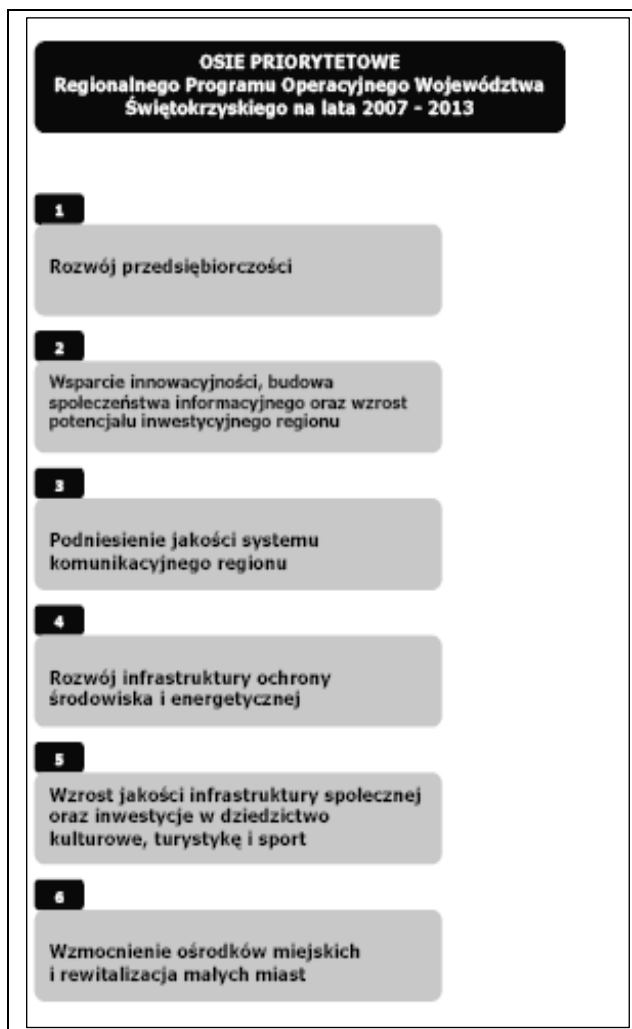 OSIE PRIORYTETOWE
Regionalnego Programu Operacyjnego Województwa
Świętokrzyskiego na lata 2007 - 2013
1
Rozwój przedsiębiorczości
2
Wsparcie innowacyjności, budowa
społeczeństwa informacyjnego oraz wzrost
potencjału inwestycyjnego regionu
3
Podniesienie jakości systemu
komunikacyjnego regionu
4
Rozwój infrastruktury ochrony
środowiska i energetycznej
5
Wzrost jakości infrastruktury społecznej
oraz inwestycje w dziedzictwo
kulturowe, turystykę i sport
6
Wzmocnienie ośrodków miejskich
i rewitalizacja małych miast